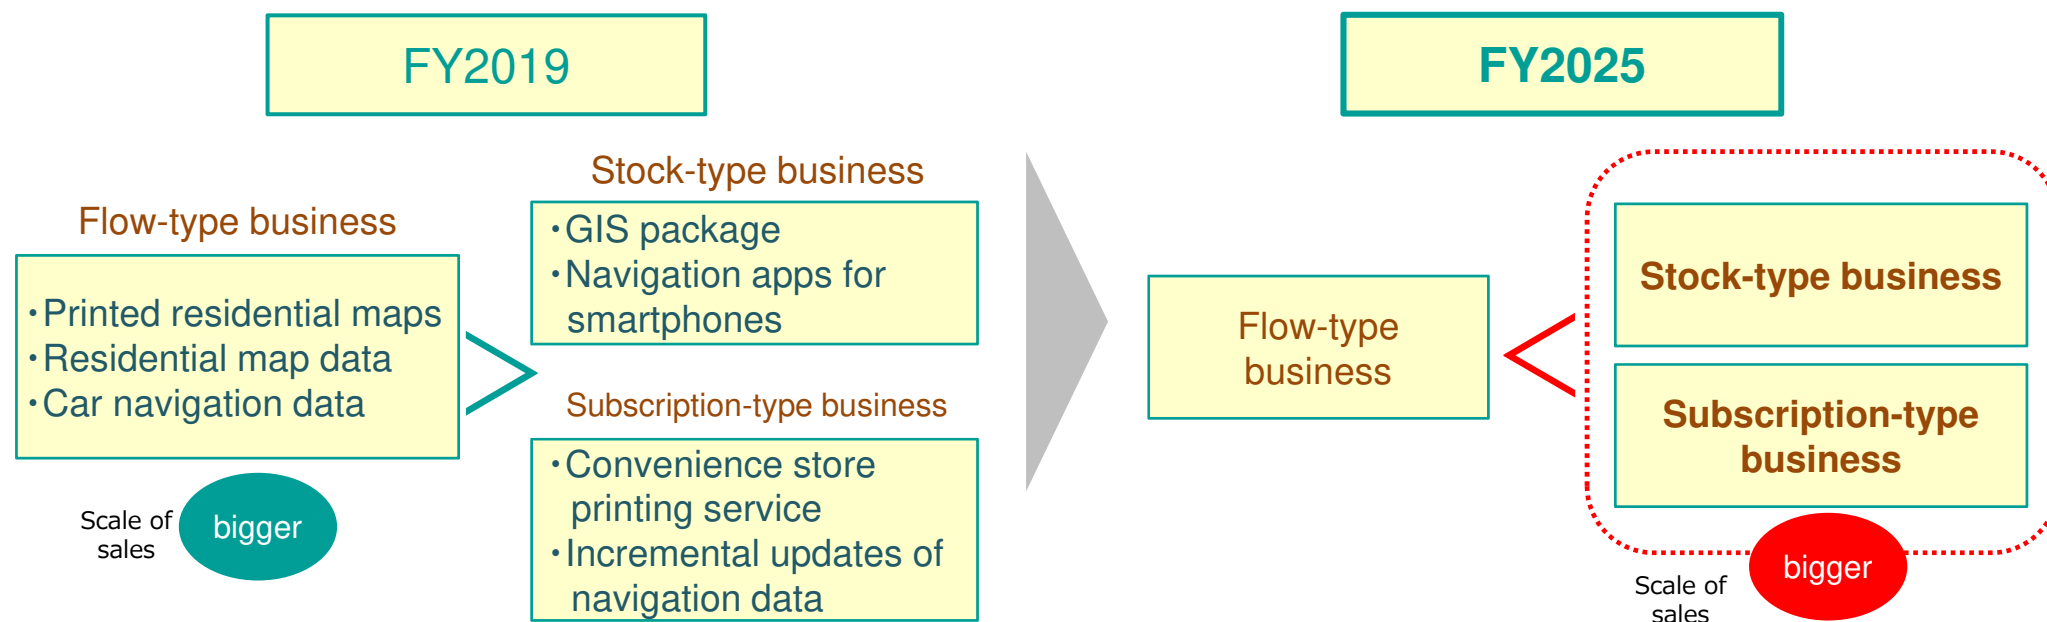 FY2019
Flow-type business
・Printed residential maps
・Residential map data
・Car navigation data
Scale of
sales
bigger
Stock-type business
・GIS package
・Navigation apps for
smartphones
Subscription-type business
・Convenience store
printing service
・Incremental updates of
navigation data
FY2025
Flow-type
business
Stock-type business
Subscription-type
business
Scale of
sales
bigger